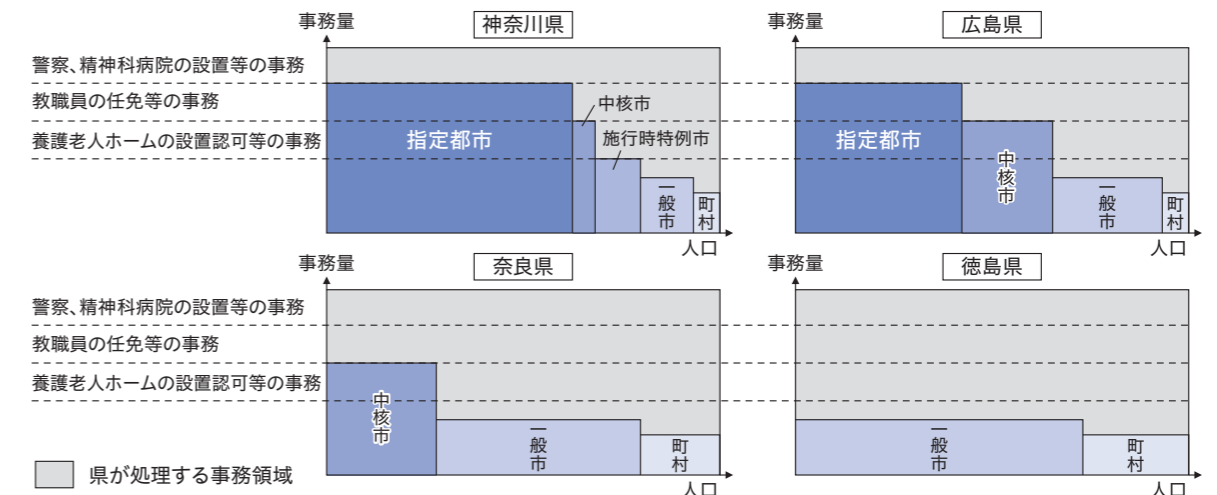 事務量
神奈川県
警察、精神科病院の設置等の事務
教職員の任免等の事務
養護老人ホームの設置認可等の事務
指定都市
中核市
施行時特例市
一般市
町村
人口
事務量
広島県
指定都市
中核市
一般市
町村
人口
事務量
奈良県
警察、精神科病院の設置等の事務
教職員の任免等の事務
養護老人ホームの設置認可等の事務
中核市
一般市
町村
人口
事務量
徳島県
一般市
町村
人口
県が処理する事務領域